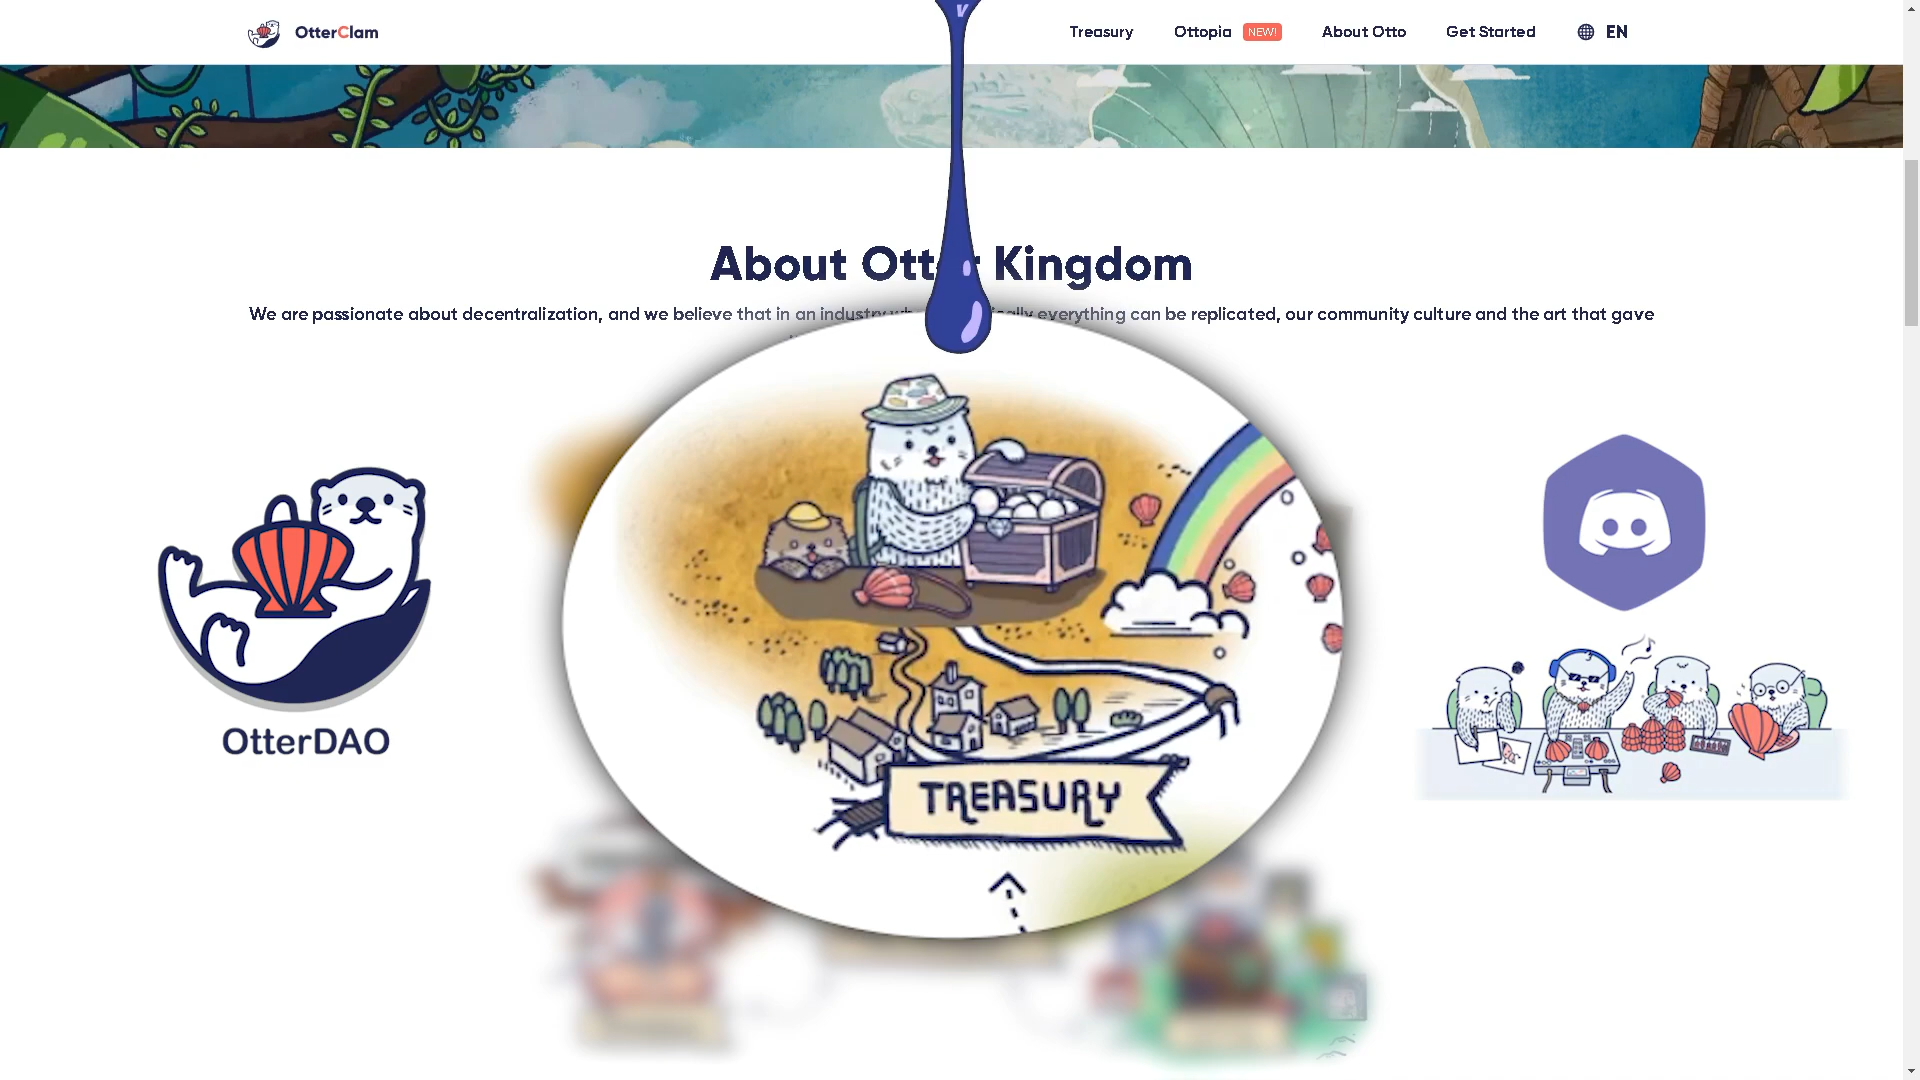 OtterClam
Treasury Ottopia NEW! About Otto Get Started EN
About Otter Kingdom
We are passionate about decentralization, and we believe that in an industry everything can be replicated, our community culture and the art that gave
OtterDAO
TREASURY